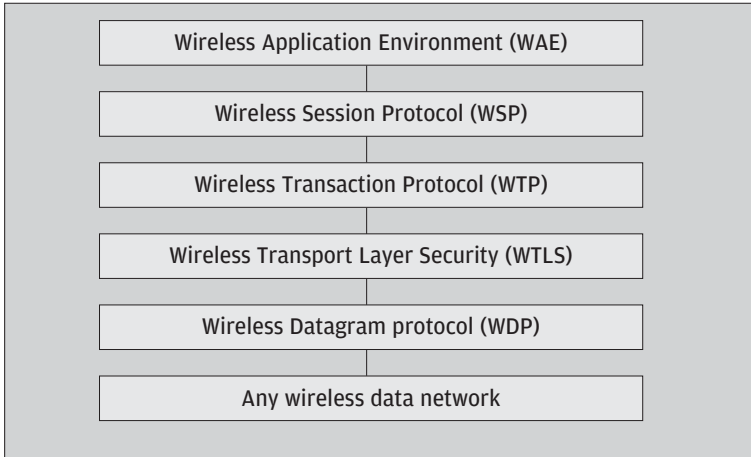 Wireless Application Environment (WAE)
Wireless Session Protocol (WSP)
Wireless Transaction Protocol (WTP)
Wireless Transport Layer Security (WTLS)
Wireless Datagram protocol (WDP)
Any wireless data network